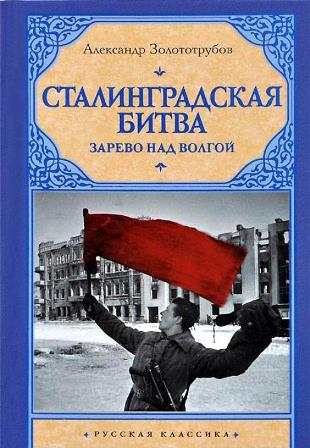 Александр Золототрубов
СТАЛИНГРАДСКАЯ
БИТВА
ЗАРЕВО НАД ВОЛГОЙ
РУССКАЯ КЛАССИКА